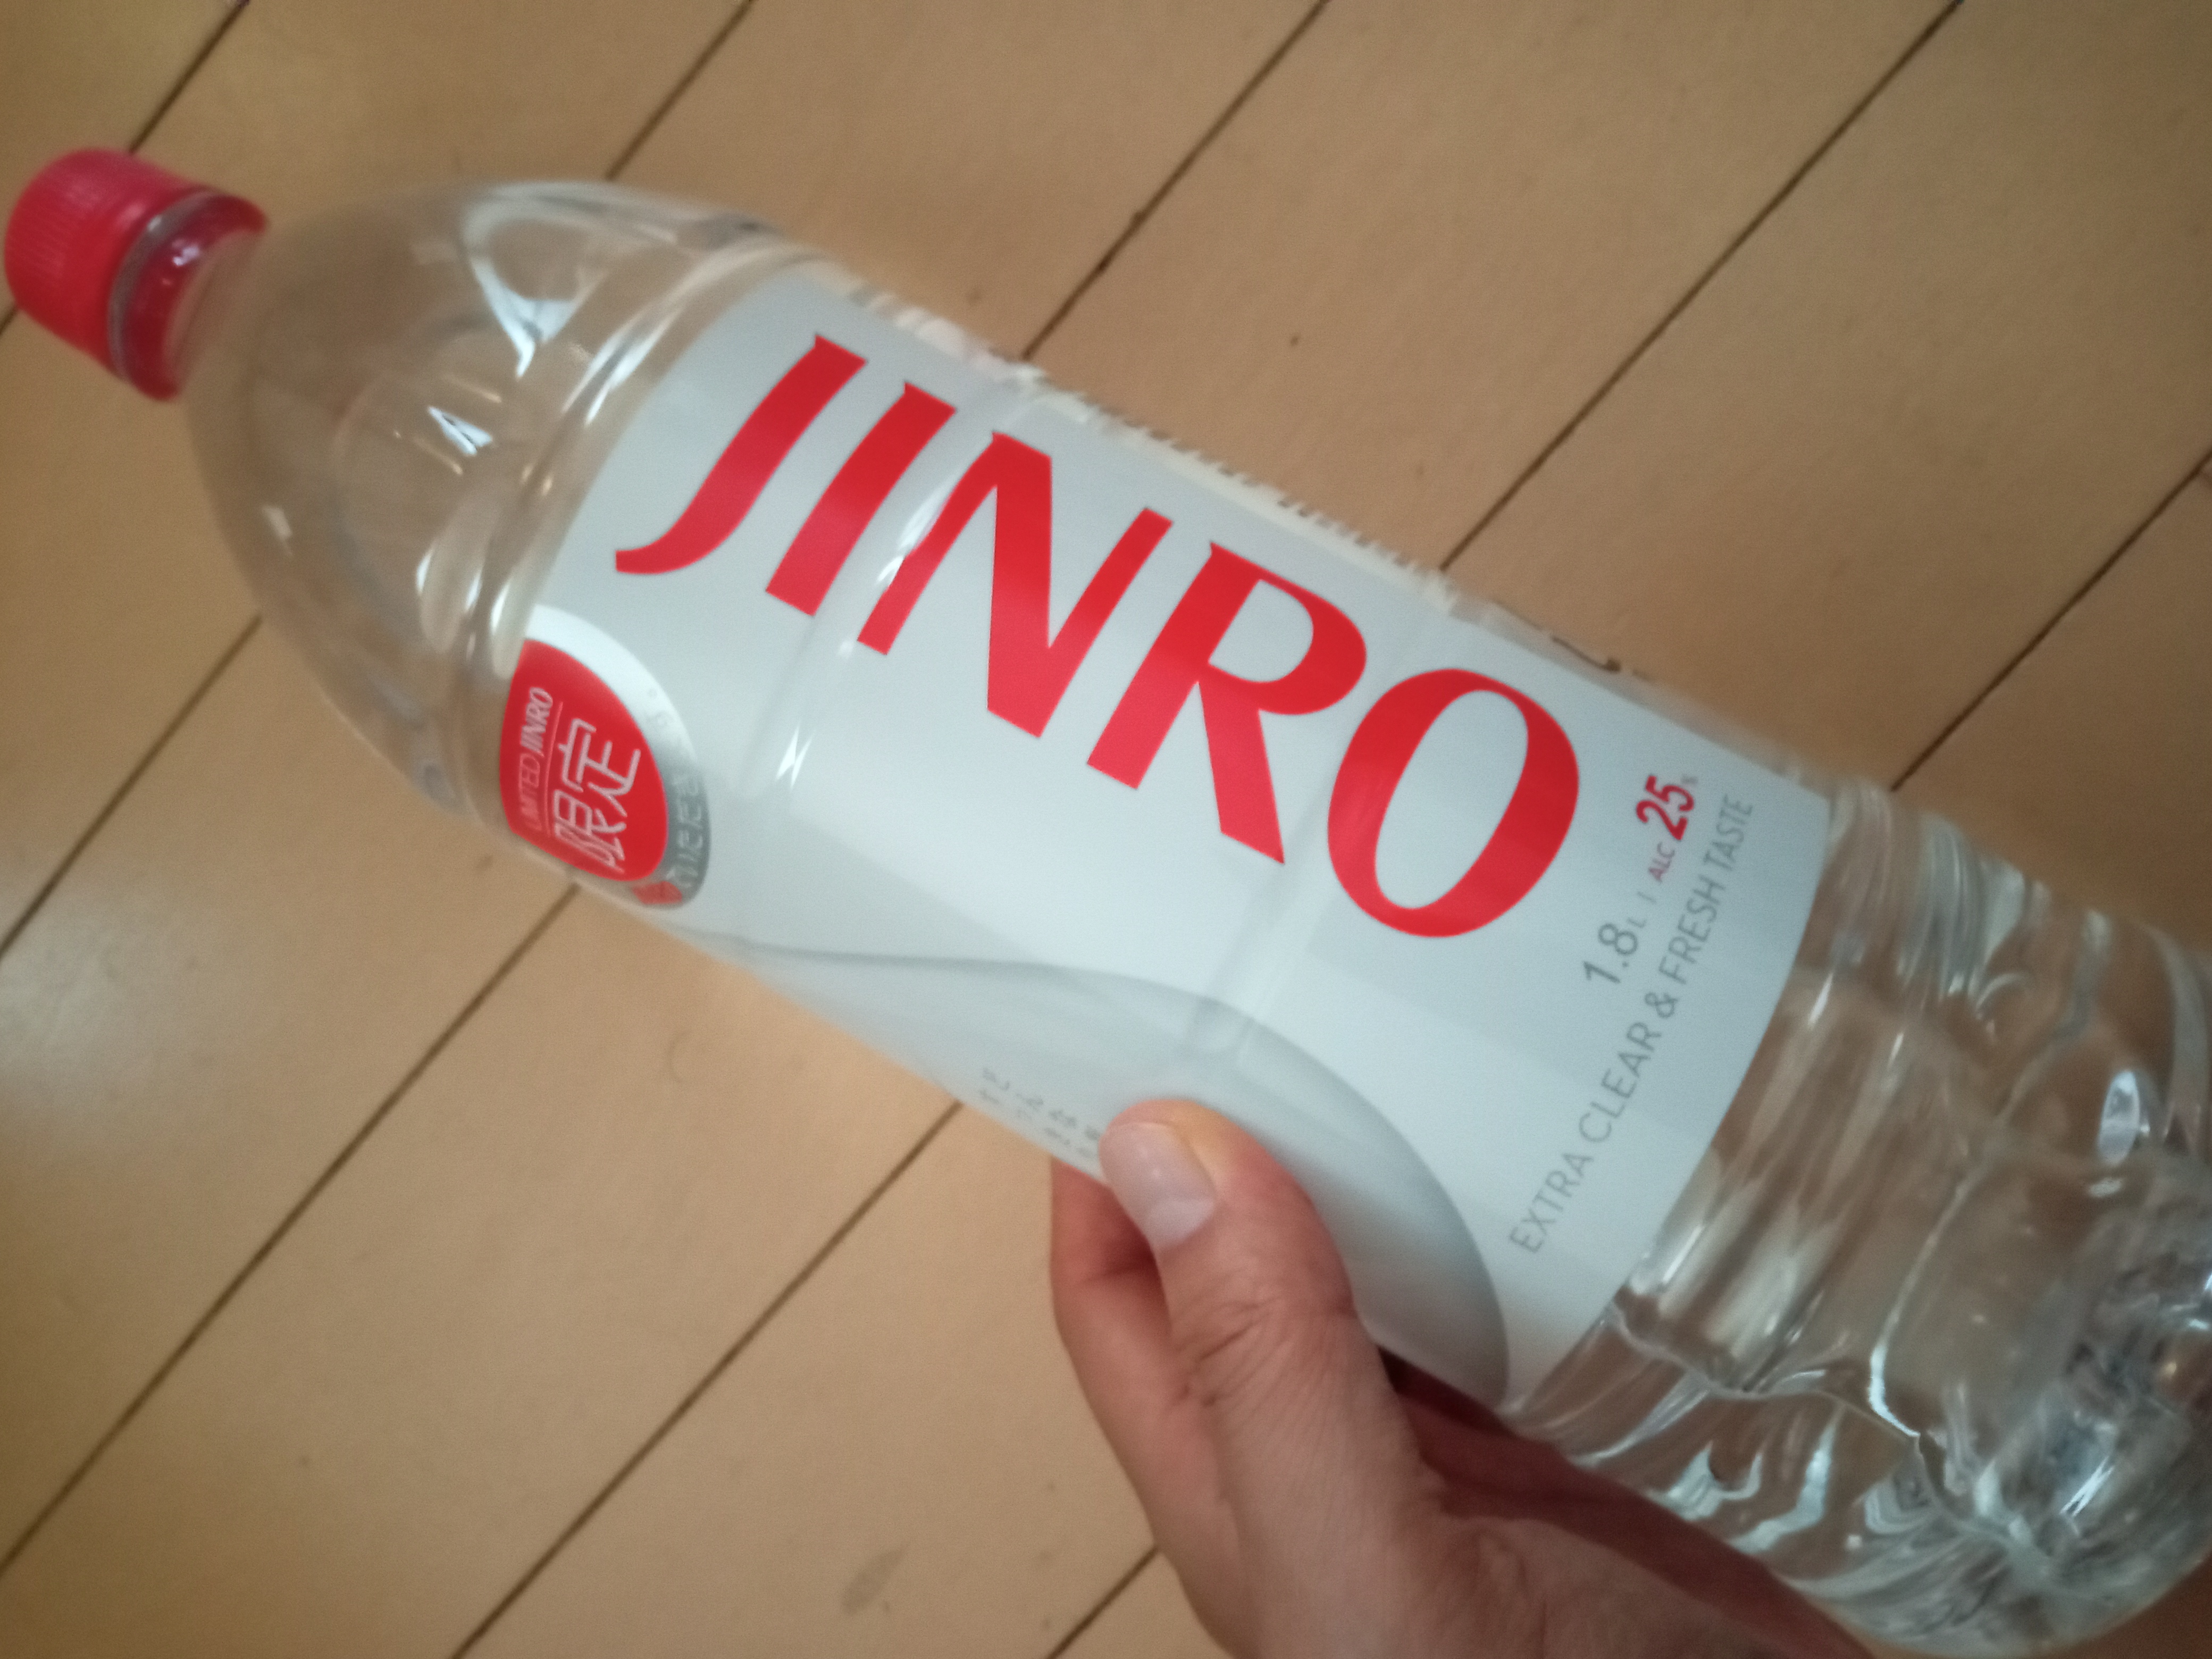 JINRO
LIMITED JINRO
限定
1.8L | ALC 25%
EXTRA CLEAR & FRESH TASTE